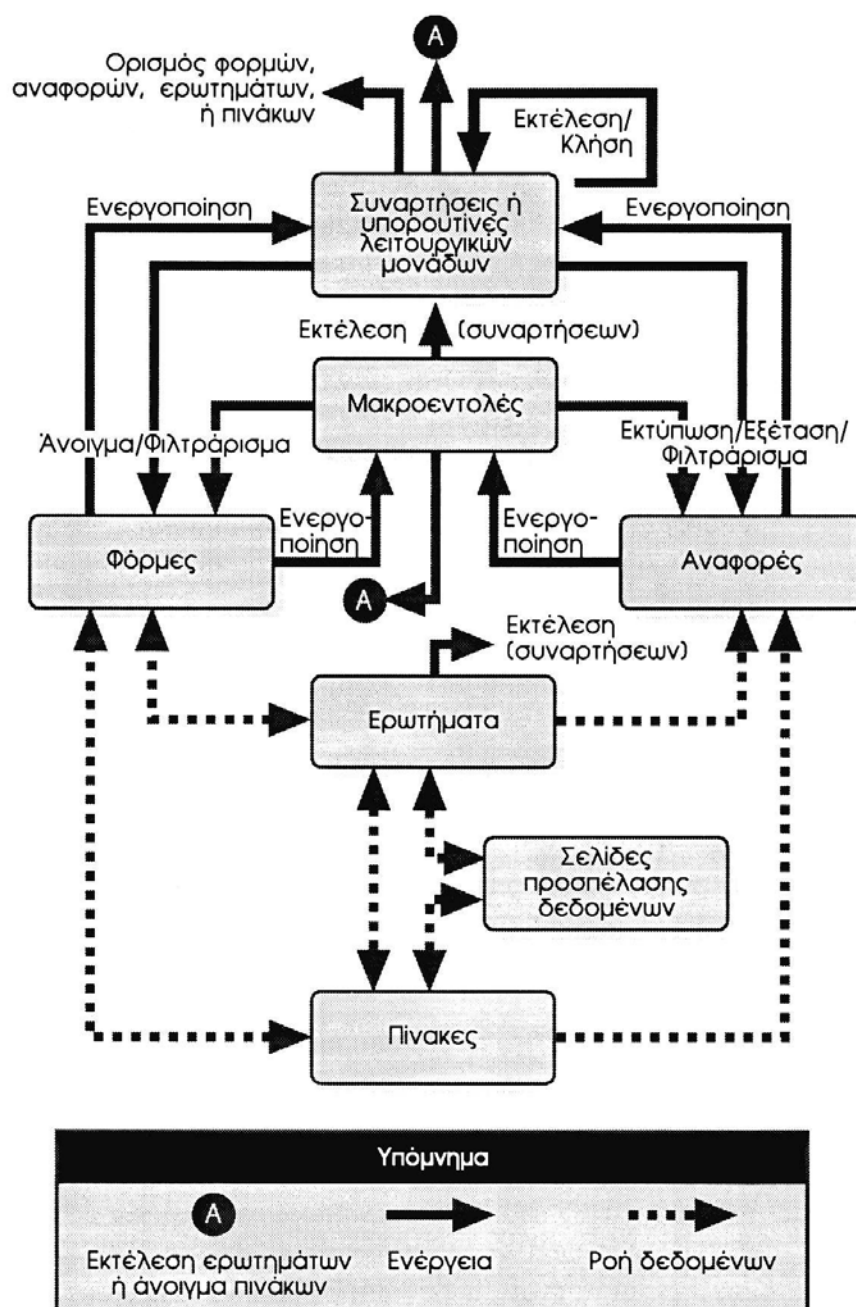 A
Ορισμός φορμών,
αναφορών, ερωτημάτων,
ή πινάκων
Εκτέλεση/
Κλήση
Ενεργοποίηση
Συναρτήσεις ή
υπορουτίνες
λειτουργικών
μονάδων
Ενεργοποίηση
Εκτέλεση (συναρτήσεων)
Μακροεντολές
Άνοιγμα/Φιλτράρισμα
Εκτύπωση/Εξέταση/
Φιλτράρισμα
Φόρμες
Ενεργο-
ποίηση
Ενεργο-
ποίηση
Αναφορές
A
Εκτέλεση
(συναρτήσεων)
Ερωτήματα
Σελίδες
προσπέλασης
δεδομένων
Πίνακες
Υπόμνημα
A
Εκτέλεση ερωτημάτων
ή άνοιγμα πινάκων
Ενέργεια
Ροή δεδομένων